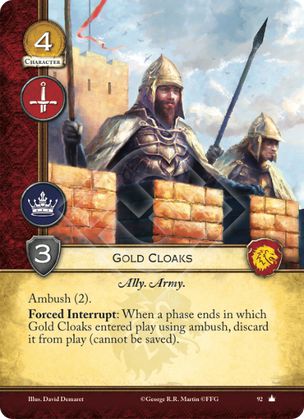 4
CHARACTER
3
GOLD CLOAKS
Ally. Army.
Ambush (2).
Forced Interrupt: When a phase ends in which
Gold Cloaks entered play using ambush, discard
it from play (cannot be saved).
Illus. David Demaret ©George R.R. Martin ©FFG 92